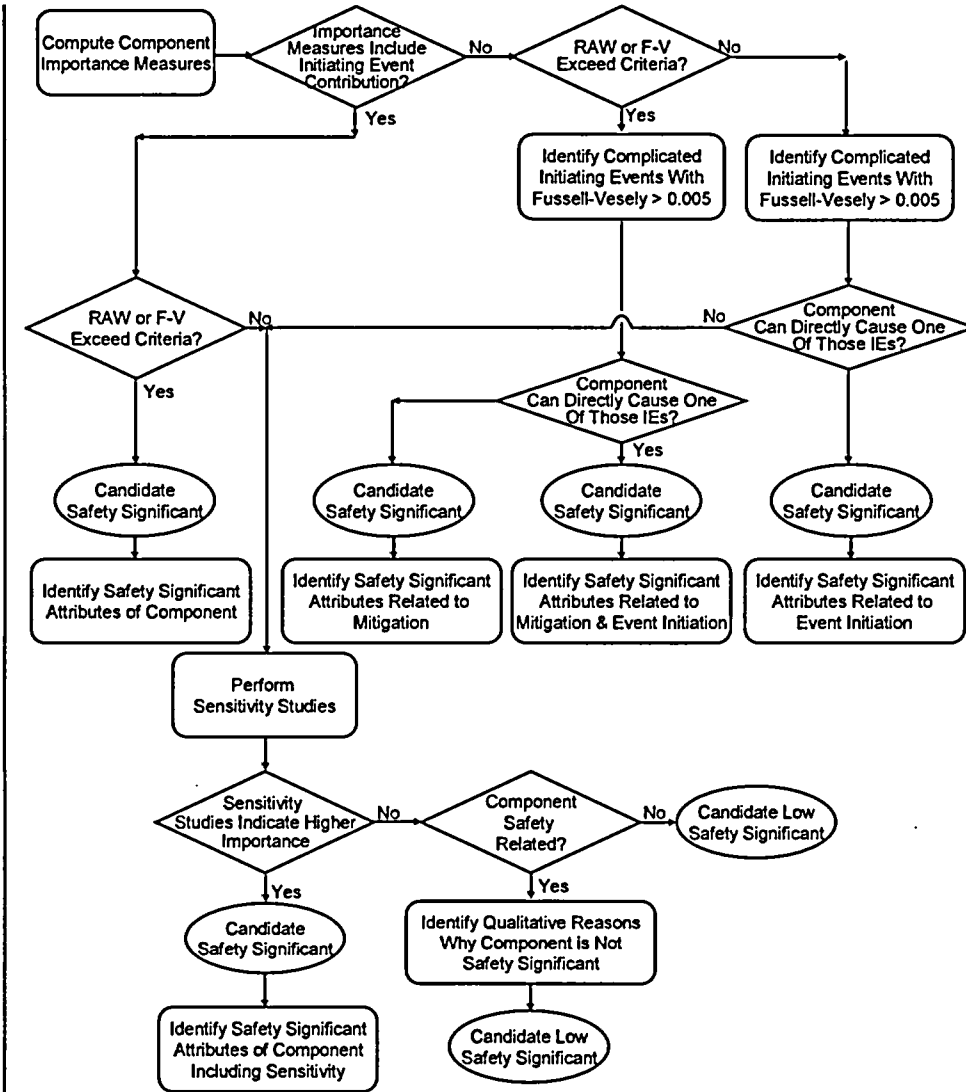 Compute Component
Importance Measures
Importance
Measures Include
Initiating Event
Contribution?
No
RAW or F-V
Exceed Criteria?
No
Yes
Yes
Identify Complicated
Initiating Events With
Fussell-Vesely > 0.005
Identify Complicated
Initiating Events With
Fussell-Vesely > 0.005
RAW or F-V
Exceed Criteria?
No
No
Component
Can Directly Cause One
Of Those IEs?
Yes
Component
Can Directly Cause One
Of Those IEs?
Yes
Candidate
Safety Significant
Candidate
Safety Significant
Candidate
Safety Significant
Candidate
Safety Significant
Identify Safety Significant
Attributes of Component
Identify Safety Significant
Attributes Related to
Mitigation
Identify Safety Significant
Attributes Related to
Mitigation & Event Initiation
Identify Safety Significant
Attributes Related to
Event Initiation
Perform
Sensitivity Studies
Sensitivity
Studies Indicate Higher
Importance
No
Component
Safety
Related?
No
Candidate Low
Safety Significant
Yes
Yes
Candidate
Safety Significant
Identify Qualitative Reasons
Why Component is Not
Safety Significant
Identify Safety Significant
Attributes of Component
Including Sensitivity
Candidate Low
Safety Significant